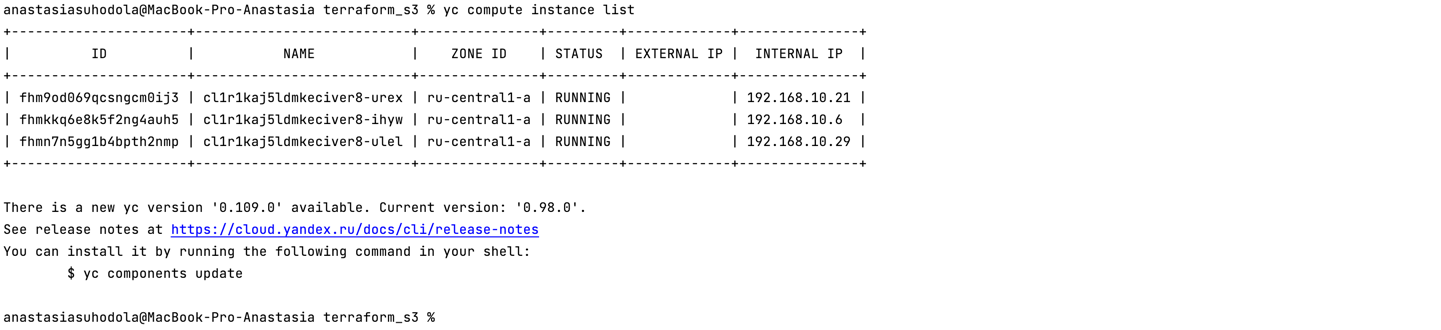 anastasiasuhodola@MacBook-Pro-Anastasia terraform_s3 % yc compute instance list
+----------------------+---------------------------+---------------+---------+-------------+---------------+
|          ID          |           NAME            |    ZONE ID    | STATUS  | EXTERNAL IP |  INTERNAL IP  |
+----------------------+---------------------------+---------------+---------+-------------+---------------+
| fhm9od069qcsngcm0ij3 | cl1r1kaj5ldmkeciver8-urex | ru-central1-a | RUNNING |             | 192.168.10.21 |
| fhmkkq6e8k5f2ng4auh5 | cl1r1kaj5ldmkeciver8-ihyw | ru-central1-a | RUNNING |             | 192.168.10.6  |
| fhmn7n5gg1b4bpth2nmp | cl1r1kaj5ldmkeciver8-ulel | ru-central1-a | RUNNING |             | 192.168.10.29 |
+----------------------+---------------------------+---------------+---------+-------------+---------------+
There is a new yc version '0.109.0' available. Current version: '0.98.0'.
See release notes at https://cloud.yandex.ru/docs/cli/release-notes
You can install it by running the following command in your shell:
        $ yc components update
anastasiasuhodola@MacBook-Pro-Anastasia terraform_s3 %